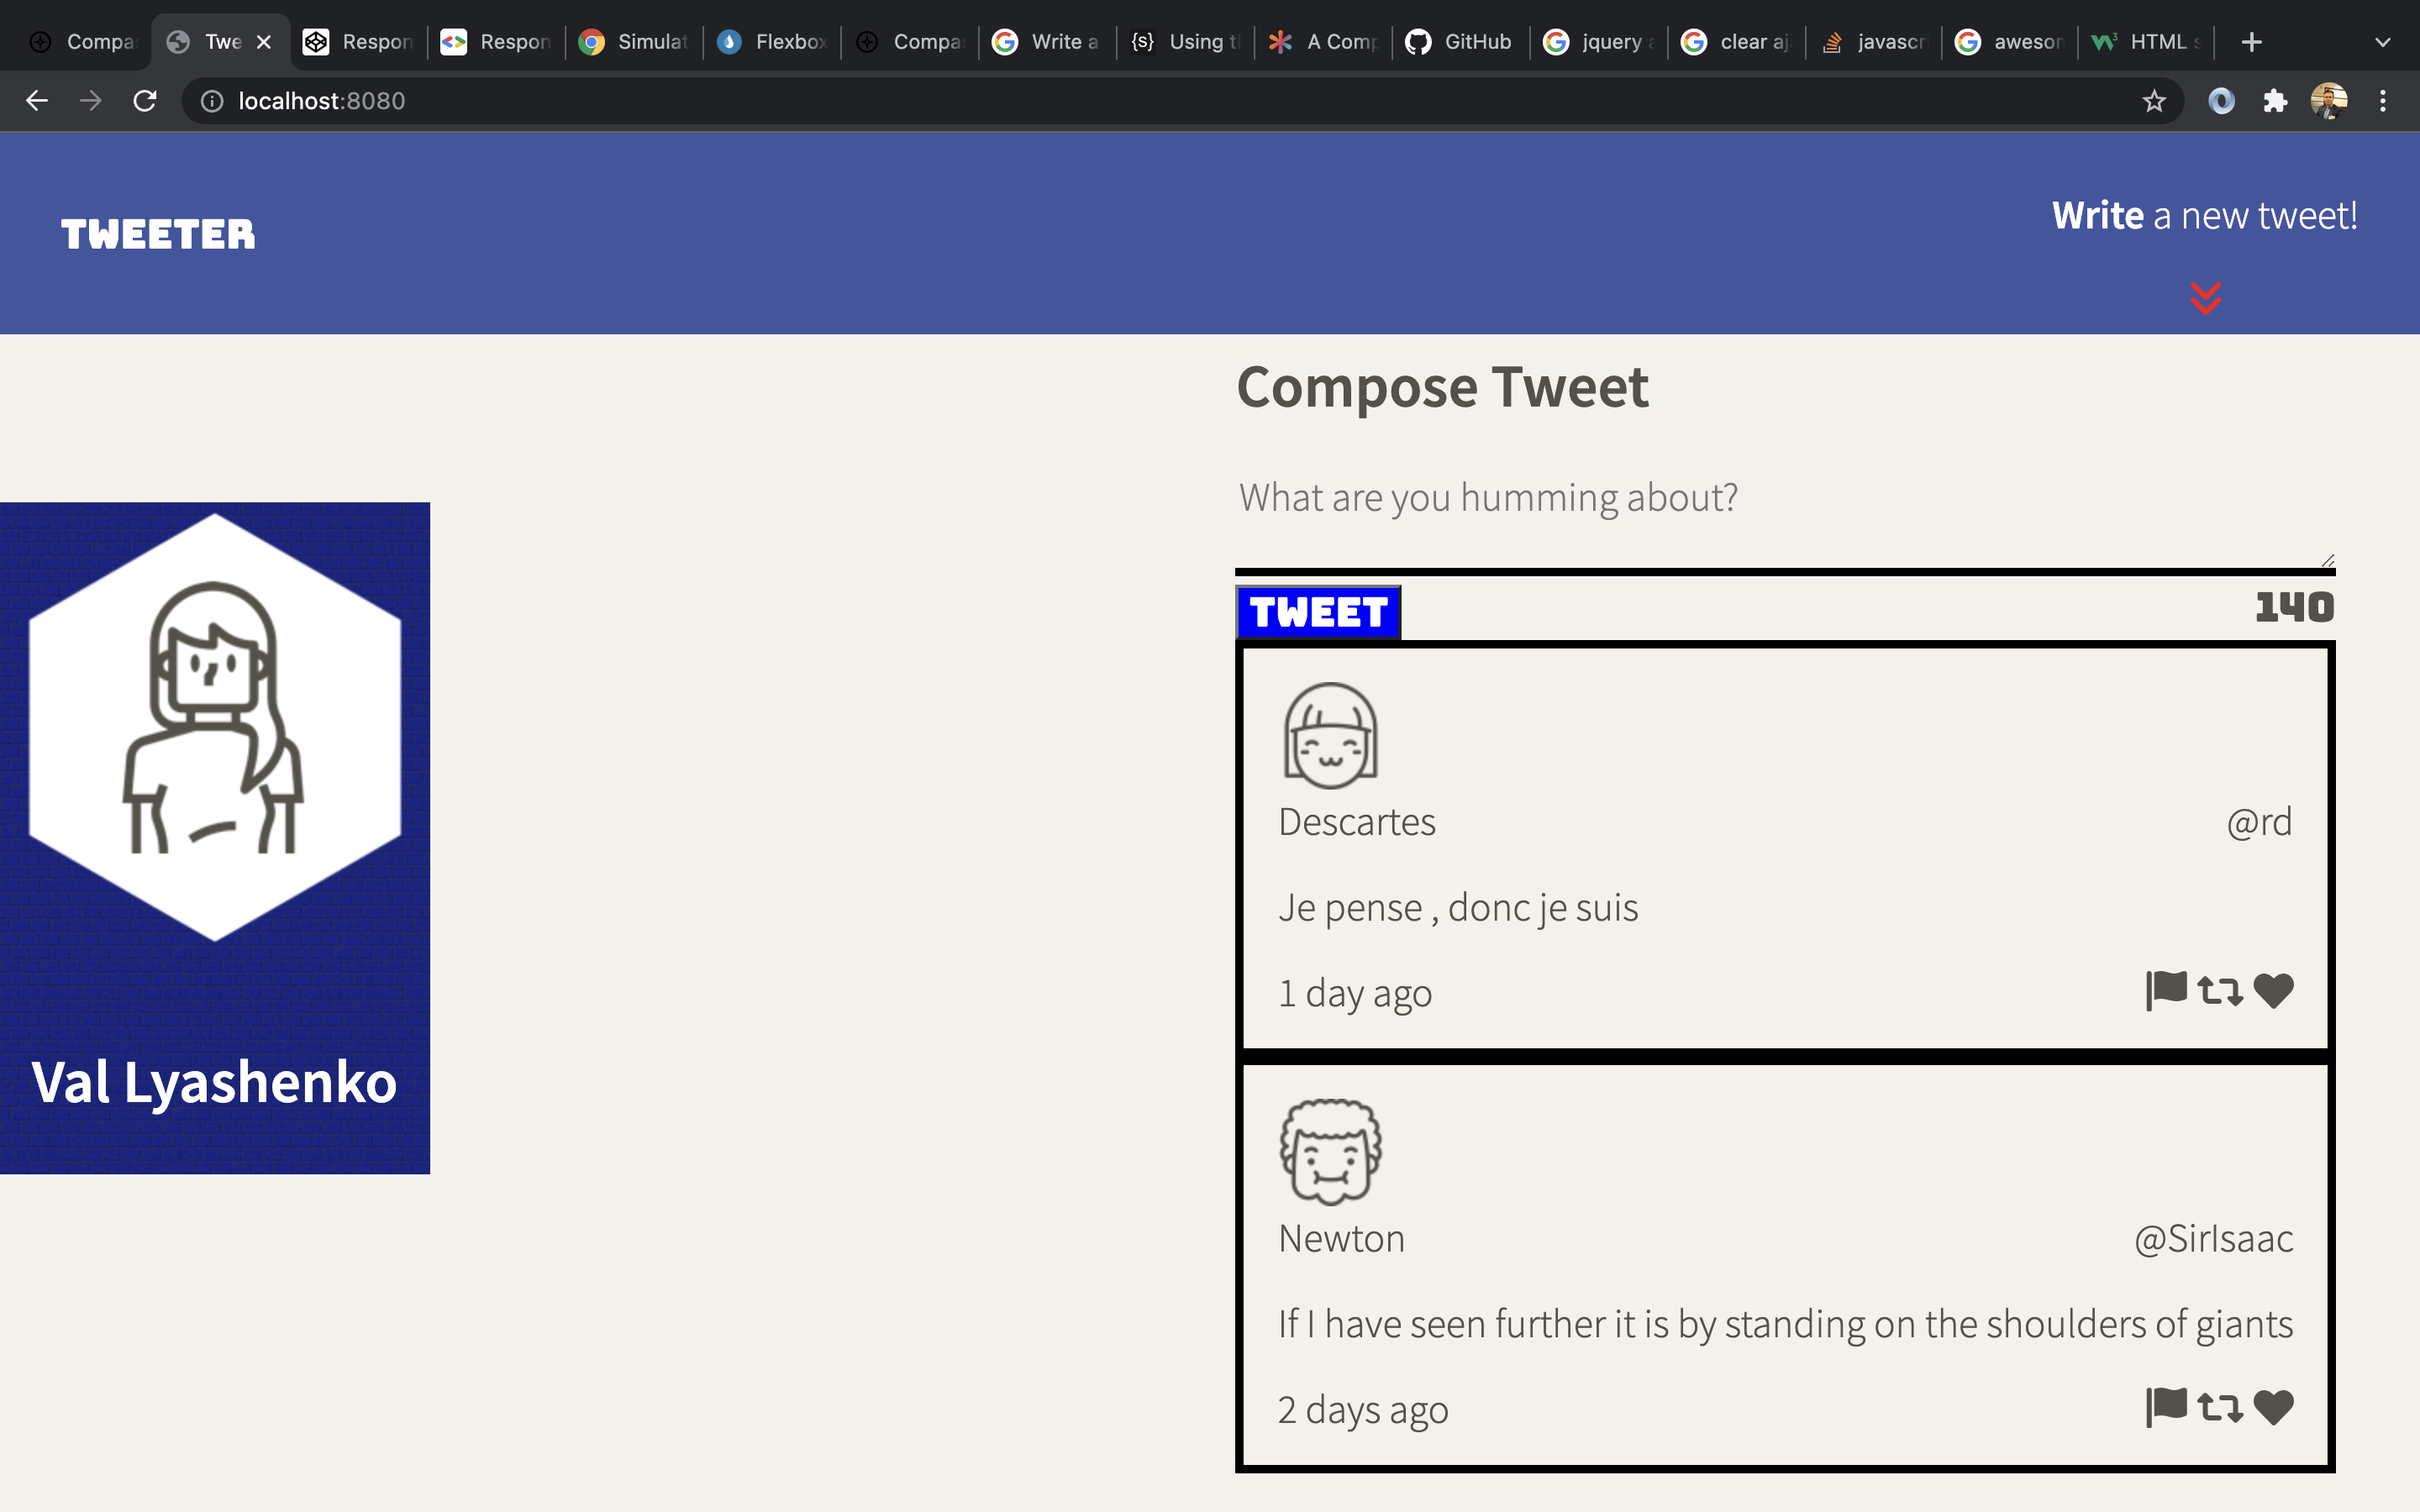 Compa
Twe
Respon
Respon
Simulat
Flexbox
Compa
Write a
Using t
A Comp
GitHub
jquery a
clear aj
javascr
aweson
HTML s
localhost:8080
TWEETER
Write a new tweet!
Compose Tweet
What are you humming about?
TWEET
140
Val Lyashenko
Descartes @rd
Je pense , donc je suis
1 day ago
Newton @SirIsaac
If I have seen further it is by standing on the shoulders of giants
2 days ago